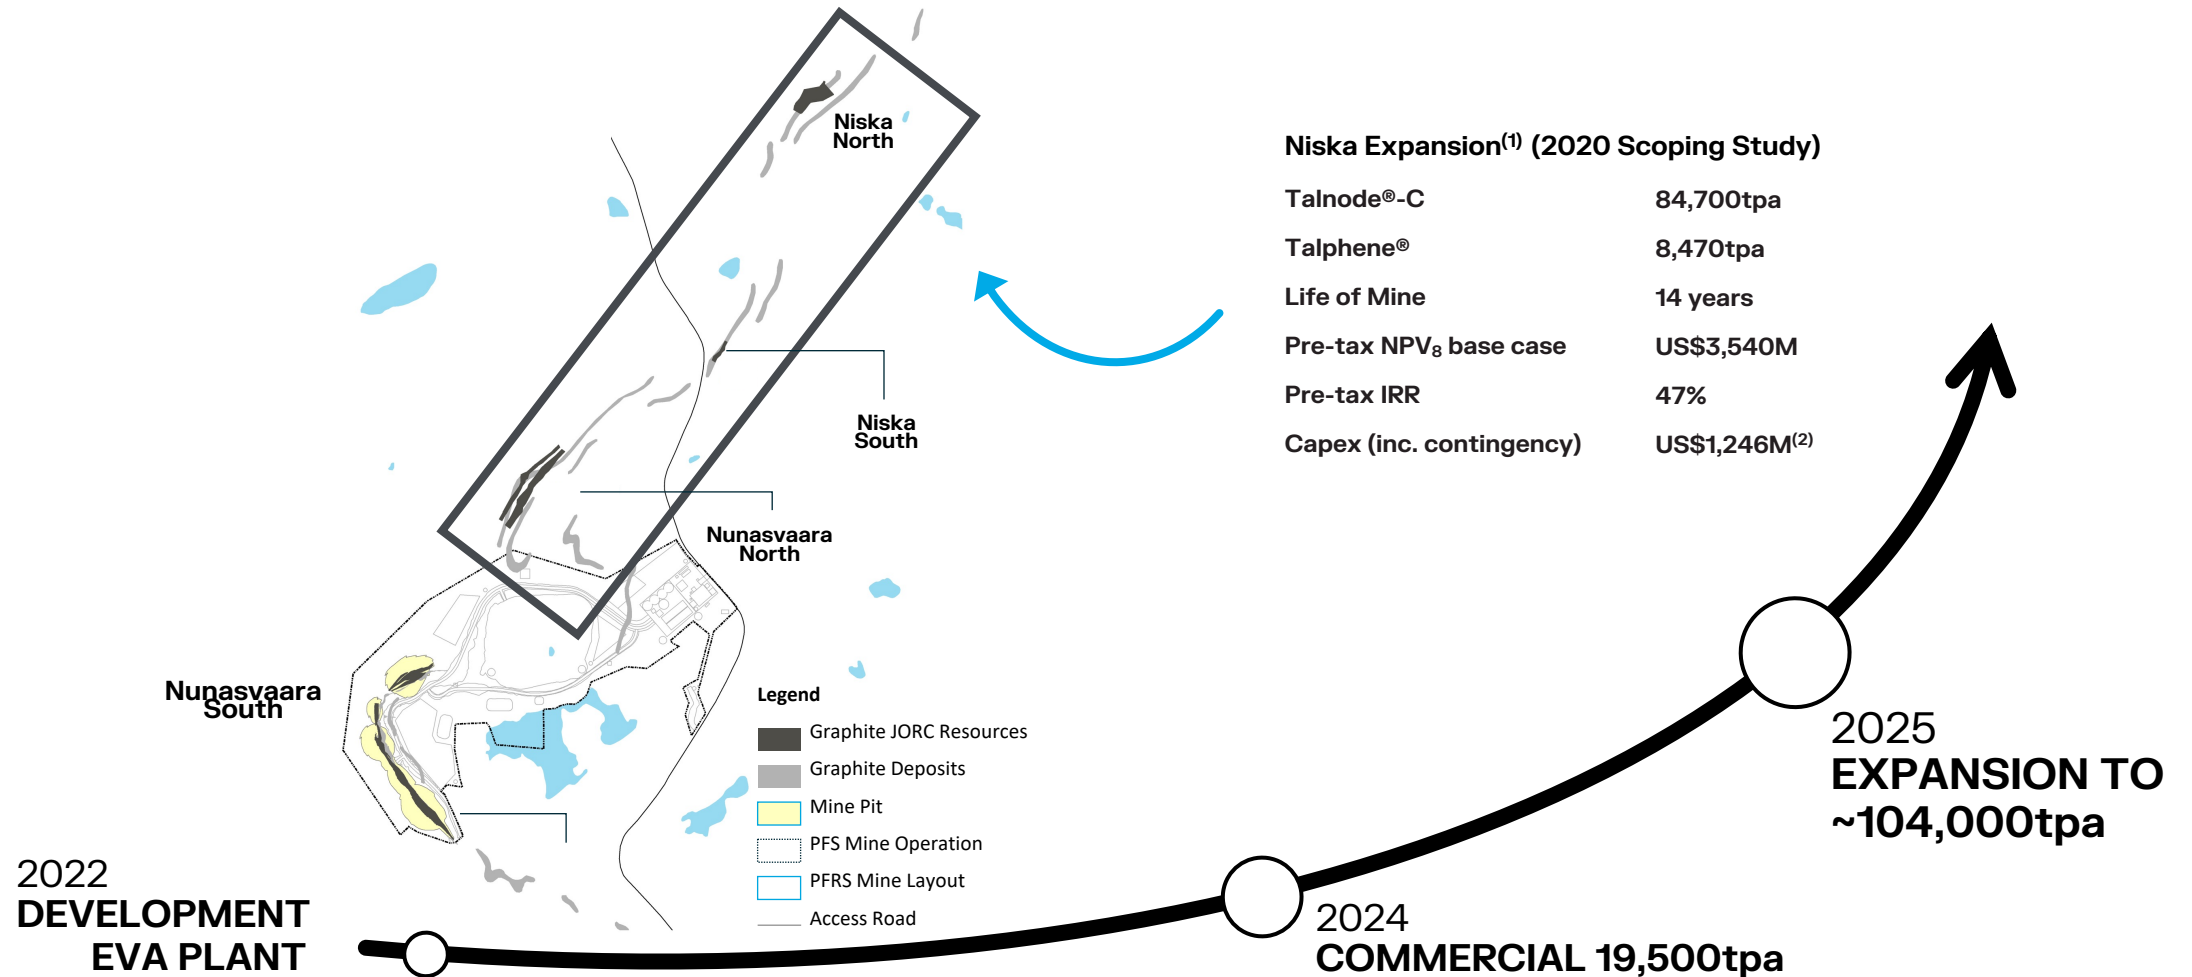 Niska
North
Niska Expansion(1) (2020 Scoping Study)
Talnode®-C 84,700tpa
Talphene® 8,470tpa
Life of Mine 14 years
Pre-tax NPV8 base case US$3,540M
Pre-tax IRR 47%
Capex (inc. contingency) US$1,246M(2)
Niska
South
Nunasvaara
North
Nunasvaara
South
Legend
Graphite JORC Resources
Graphite Deposits
Mine Pit
PFS Mine Operation
PFRS Mine Layout
Access Road
2022
DEVELOPMENT
EVA PLANT
2024
COMMERCIAL 19,500tpa
2025
EXPANSION TO
~104,000tpa